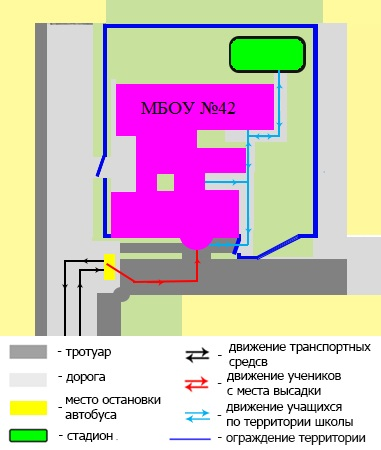 МБОУ №42
- тротуар
- дорога
- место остановки
автобуса
- стадион .
- движение транспортных
средсв
- движение учеников
с места высадки
- движение учащихся
по территории школы
- ограждение территории